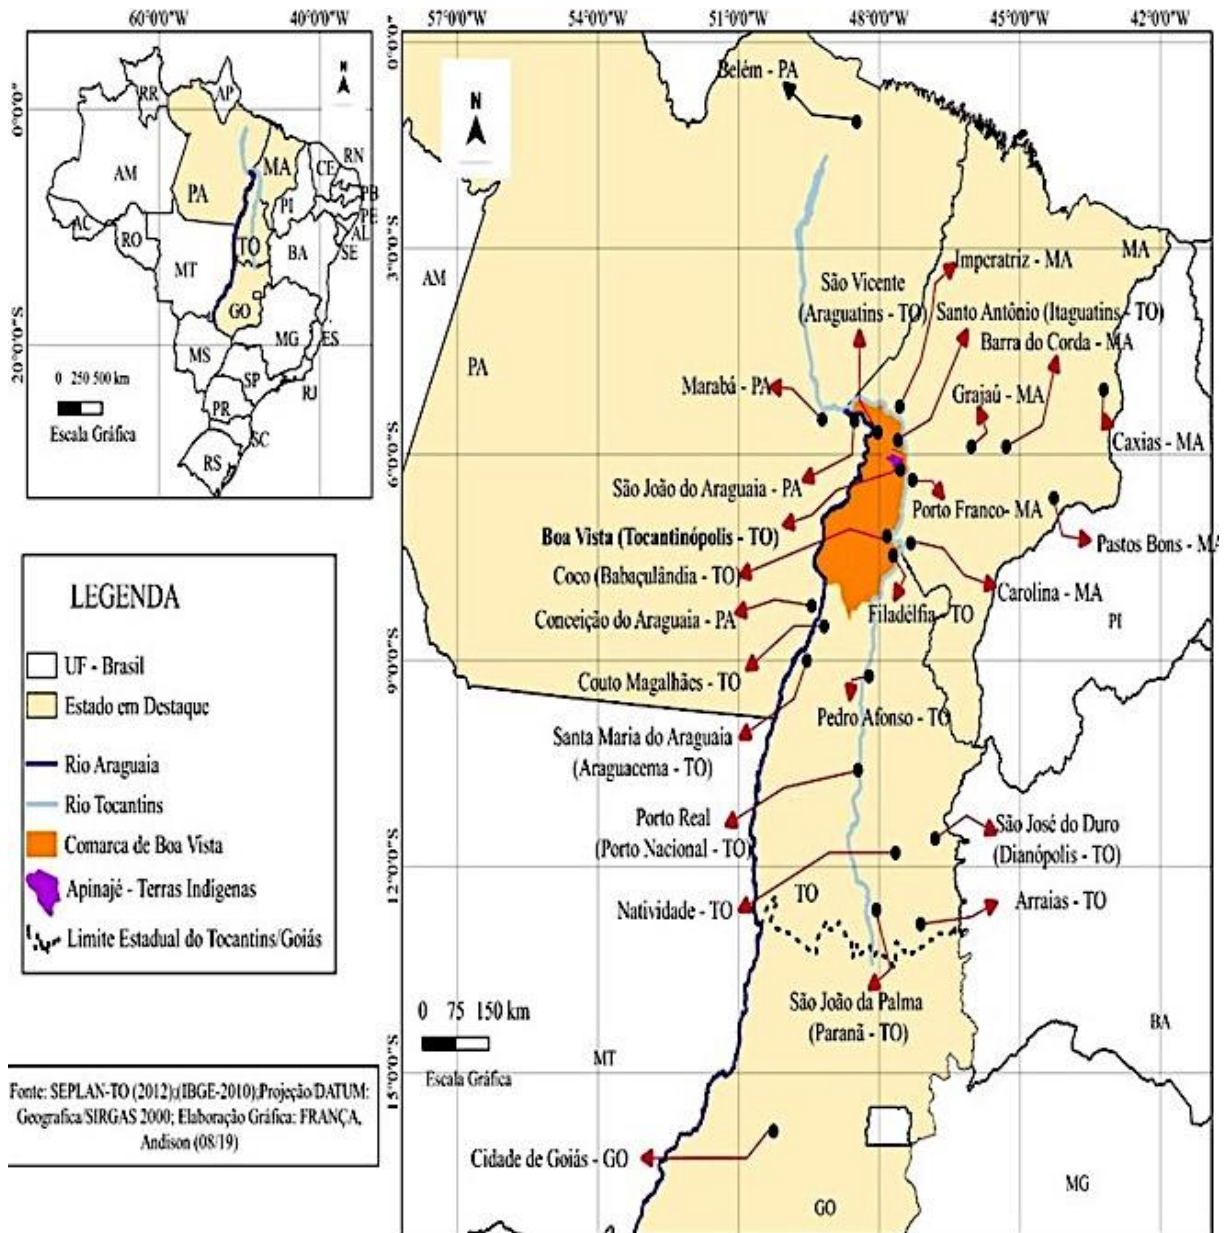 60°0'0"W
40°0'0"W
0°0'0"
20°0'0"S
N
RR
AP
AM
PA
MA
CE
RN
PB
PE
AL
SE
PI
AC
RO
TO
BA
MT
GO
MG
ES
MS
SP
RJ
PR
SC
RS
0 250 500 km
Escala Gráfica
LEGENDA
UF - Brasil
Estado em Destaque
Rio Araguaia
Rio Tocantins
Comarca de Boa Vista
Apinajé - Terras Indígenas
Limite Estadual do Tocantins/Goiás
Fonte: SEPLAN-TO (2012);(IBGE-2010);Projeção/DATUM:
Geografica/SIRGAS 2000; Elaboração Gráfica: FRANÇA,
Andison (08/19)
57°0'0"W
54°0'0"W
51°0'0"W
48°0'0"W
45°0'0"W
42°0'0"W
0°0'0"
3°0'0"S
6°0'0"S
9°0'0"S
12°0'0"S
15°0'0"S
N
Belém - PA
MA
AM
PA
Imperatriz - MA
São Vicente
(Araguatins - TO)
Santo Antônio (Itaguatins - TO)
Barra do Corda - MA
Marabá - PA
Grajaú - MA
Caxias - MA
São João do Araguaia - PA
Porto Franco- MA
Boa Vista (Tocantinópolis - TO)
Pastos Bons - MA
Coco (Babaçulândia - TO)
Carolina - MA
Conceição do Araguaia - PA
Filadélfia - TO
PI
Couto Magalhães - TO
Pedro Afonso - TO
Santa Maria do Araguaia
(Araguacema - TO)
Porto Real
(Porto Nacional - TO)
São José do Duro
(Dianópolis - TO)
TO
Natividade - TO
Arraias - TO
São João da Palma
(Paranã - TO)
BA
0 75 150 km
Escala Gráfica
MT
Cidade de Goiás - GO
MG
GO